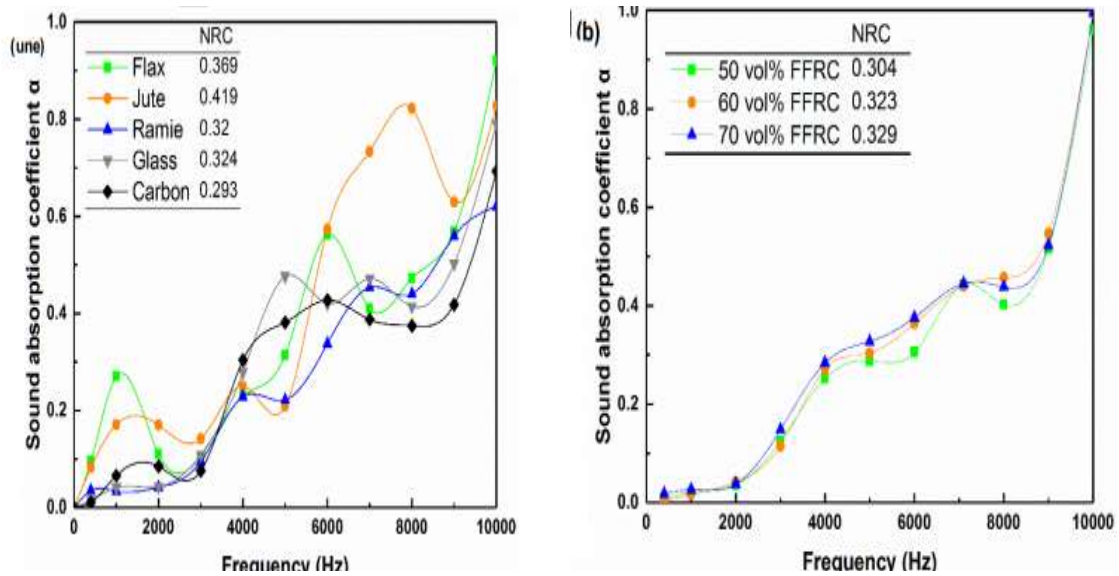 (une)
NRC
Flax 0.369
Jute 0.419
Ramie 0.32
Glass 0.324
Carbon 0.293
Sound absorption coefficient α
1.0
0.8
0.6
0.4
0.2
0.0
0 2000 4000 6000 8000 10000
Frequency (Hz)
(b)
NRC
50 vol% FFRC 0.304
60 vol% FFRC 0.323
70 vol% FFRC 0.329
Sound absorption coefficient α
1.0
0.8
0.6
0.4
0.2
0.0
0 2000 4000 6000 8000 10000
Frequency (Hz)